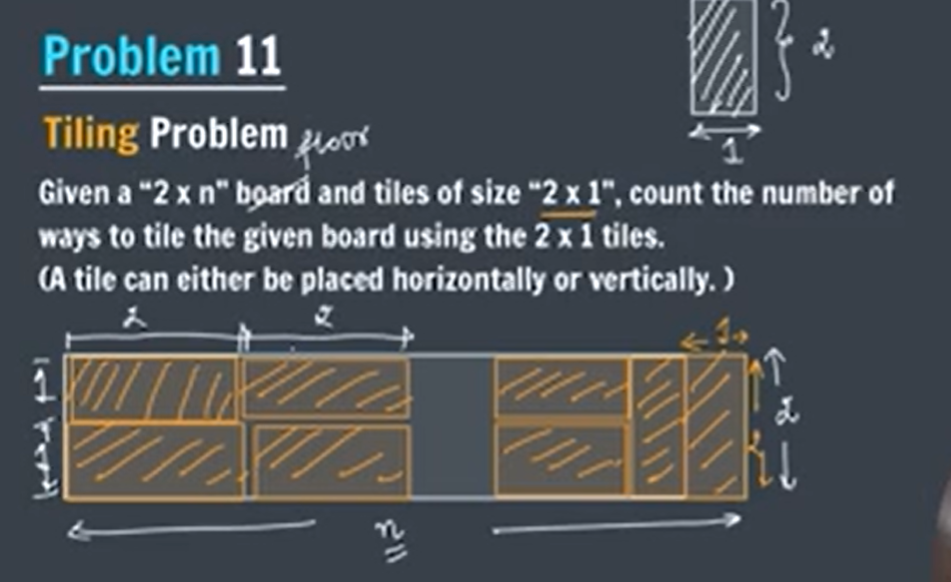 Problem 11
2
Tiling Problem floor
1
Given a “2 x n” board and tiles of size “2 x 1”, count the number of
ways to tile the given board using the 2 x 1 tiles.
(A tile can either be placed horizontally or vertically. )
2 2 1
1 2
1 2
n